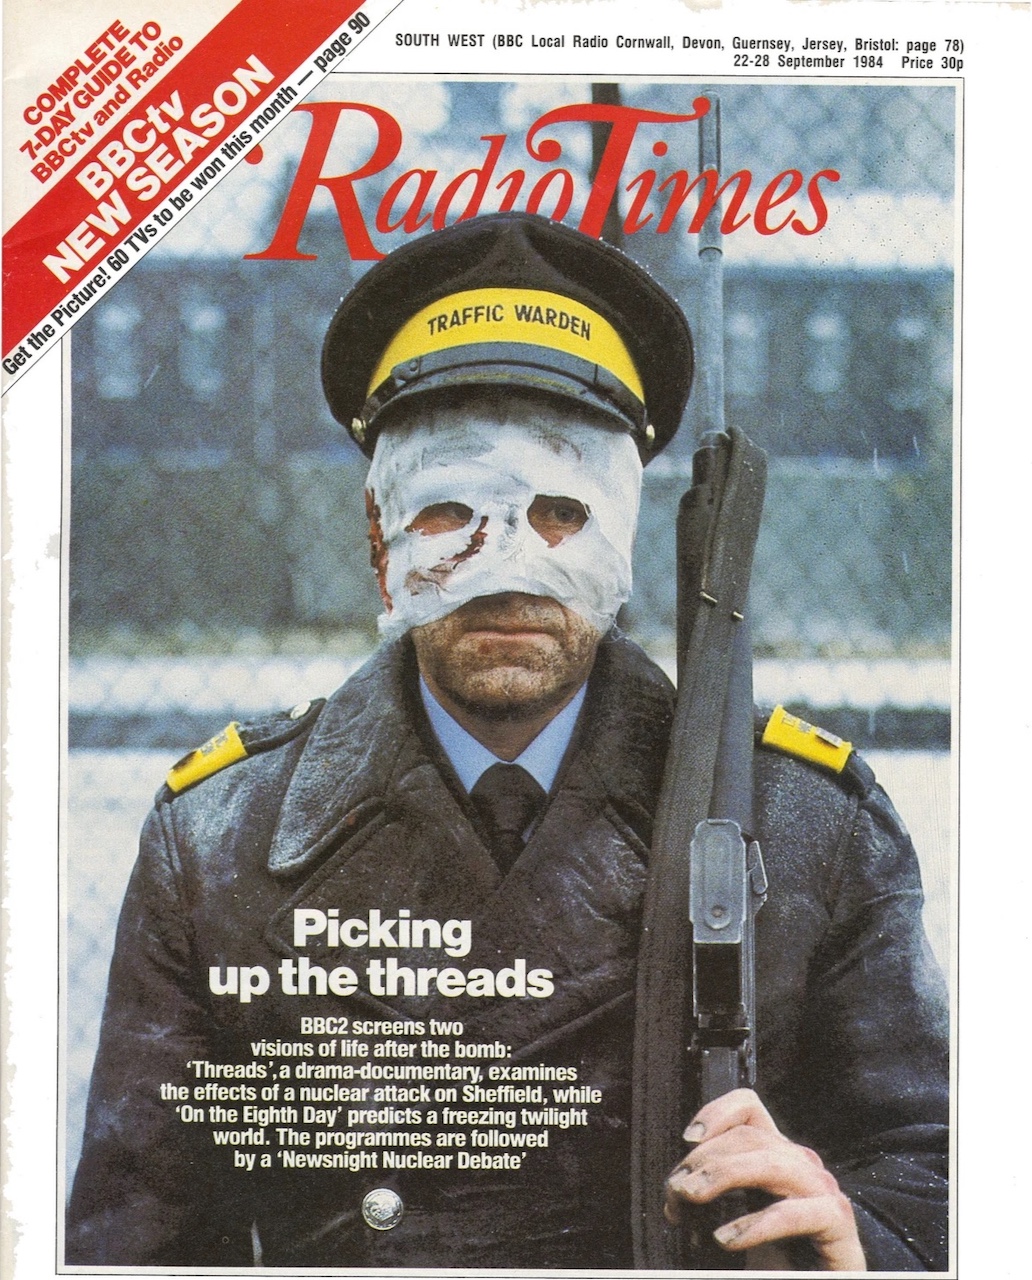 COMPLETE
7-DAY GUIDE TO
BBCtv and Radio
BBCtv
NEW SEASON
Get the Picture! 60 TVs to be won this month — page 90
SOUTH WEST (BBC Local Radio Cornwall, Devon, Guernsey, Jersey, Bristol: page 78)
22-28 September 1984 Price 30p
Radio Times
TRAFFIC WARDEN
Picking
up the threads
BBC2 screens two
visions of life after the bomb:
‘Threads’, a drama-documentary, examines
the effects of a nuclear attack on Sheffield, while
‘On the Eighth Day’ predicts a freezing twilight
world. The programmes are followed
by a ‘Newsnight Nuclear Debate’